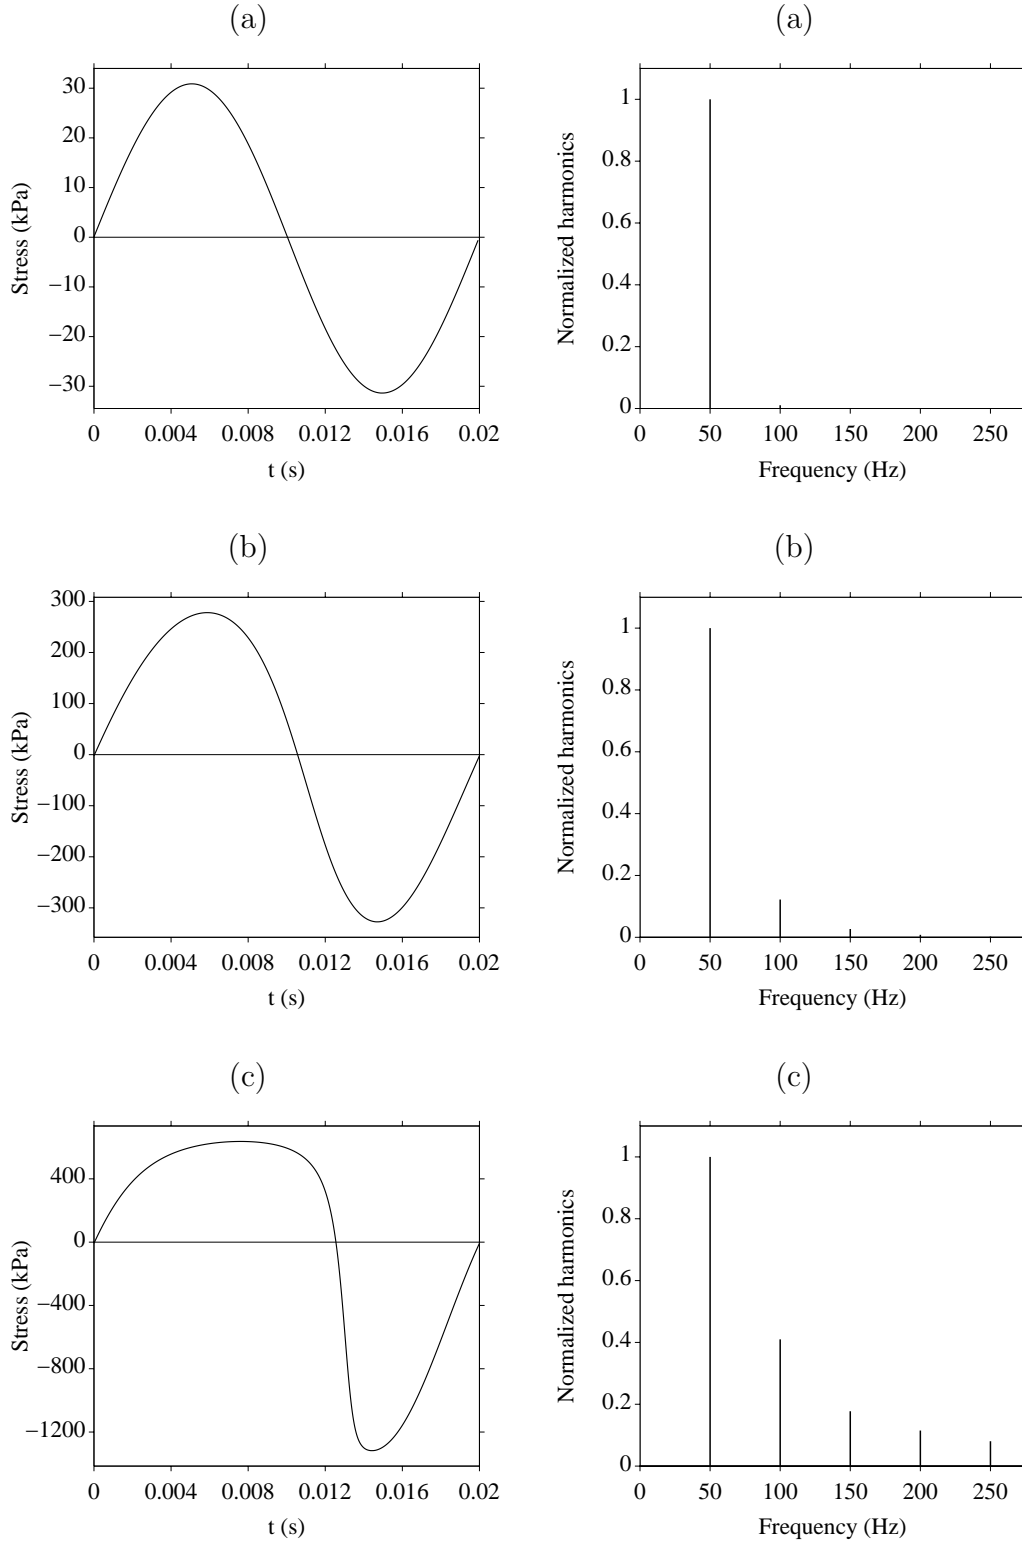 (a)
30
20
10
0
−10
−20
−30
Stress (kPa)
0 0.004 0.008 0.012 0.016 0.02
t (s)
(a)
1
0.8
0.6
0.4
0.2
0
Normalized harmonics
0 50 100 150 200 250
Frequency (Hz)
(b)
300
200
100
0
−100
−200
−300
Stress (kPa)
0 0.004 0.008 0.012 0.016 0.02
t (s)
(b)
1
0.8
0.6
0.4
0.2
0
Normalized harmonics
0 50 100 150 200 250
Frequency (Hz)
(c)
400
0
−400
−800
−1200
Stress (kPa)
0 0.004 0.008 0.012 0.016 0.02
t (s)
(c)
1
0.8
0.6
0.4
0.2
0
Normalized harmonics
0 50 100 150 200 250
Frequency (Hz)